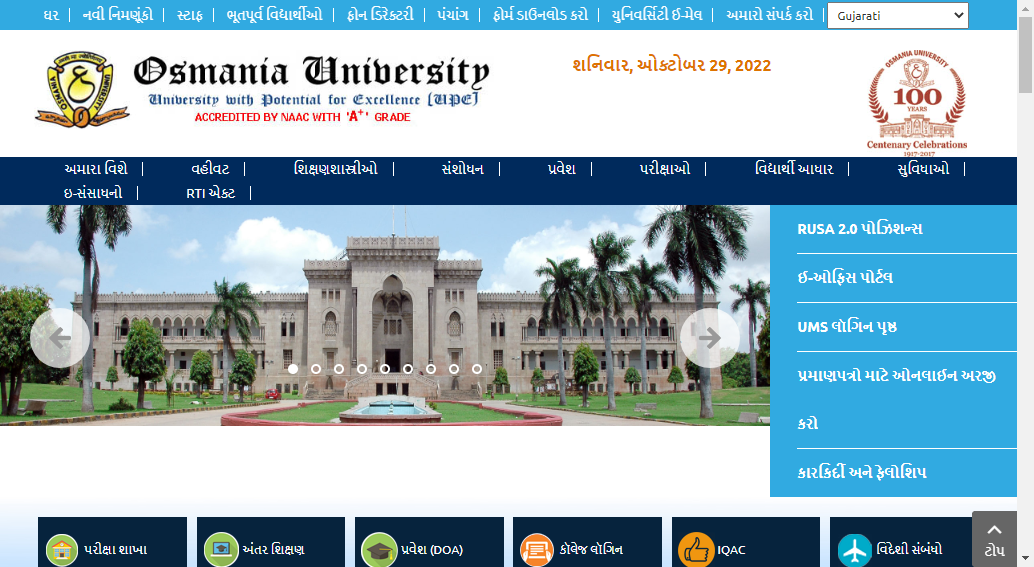 ઘર
નવી નિમણૂંકો
સ્ટાફ
ભૂતપૂર્વ વિદ્યાર્થીઓ
ફોન ડિરેક્ટરી
પંચાંગ
ફોર્મ ડાઉનલોડ કરો
યુનિવર્સિટી ઈ-મેલ
અમારો સંપર્ક કરો
Gujarati
Osmania University
University with Potential for Excellence [UPE]
ACCREDITED BY NAAC WITH 'A+' GRADE
શનિવાર, ઓક્ટોબર 29, 2022
OSMANIA UNIVERSITY
100
YEARS
Centenary Celebrations
1917-2017
અમારા વિશે
વહીવટ
શિક્ષણશાસ્ત્રીઓ
સંશોધન
પ્રવેશ
પરીક્ષાઓ
વિદ્યાર્થી આધાર
સુવિધાઓ
ઇ-સંસાધનો
RTI એક્ટ
RUSA 2.0 પોઝિશન્સ
ઈ-ઓફિસ પોર્ટલ
UMS લૉગિન પૃષ્ઠ
પ્રમાણપત્રો માટે ઓનલાઈન અરજી
કરો
કારકિર્દી અને ફેલોશિપ
પરીક્ષા શાખા
અંતર શિક્ષણ
પ્રવેશ (DOA)
કૉલેજ લૉગિન
IQAC
વિદેશી સંબંધો
ટોપ